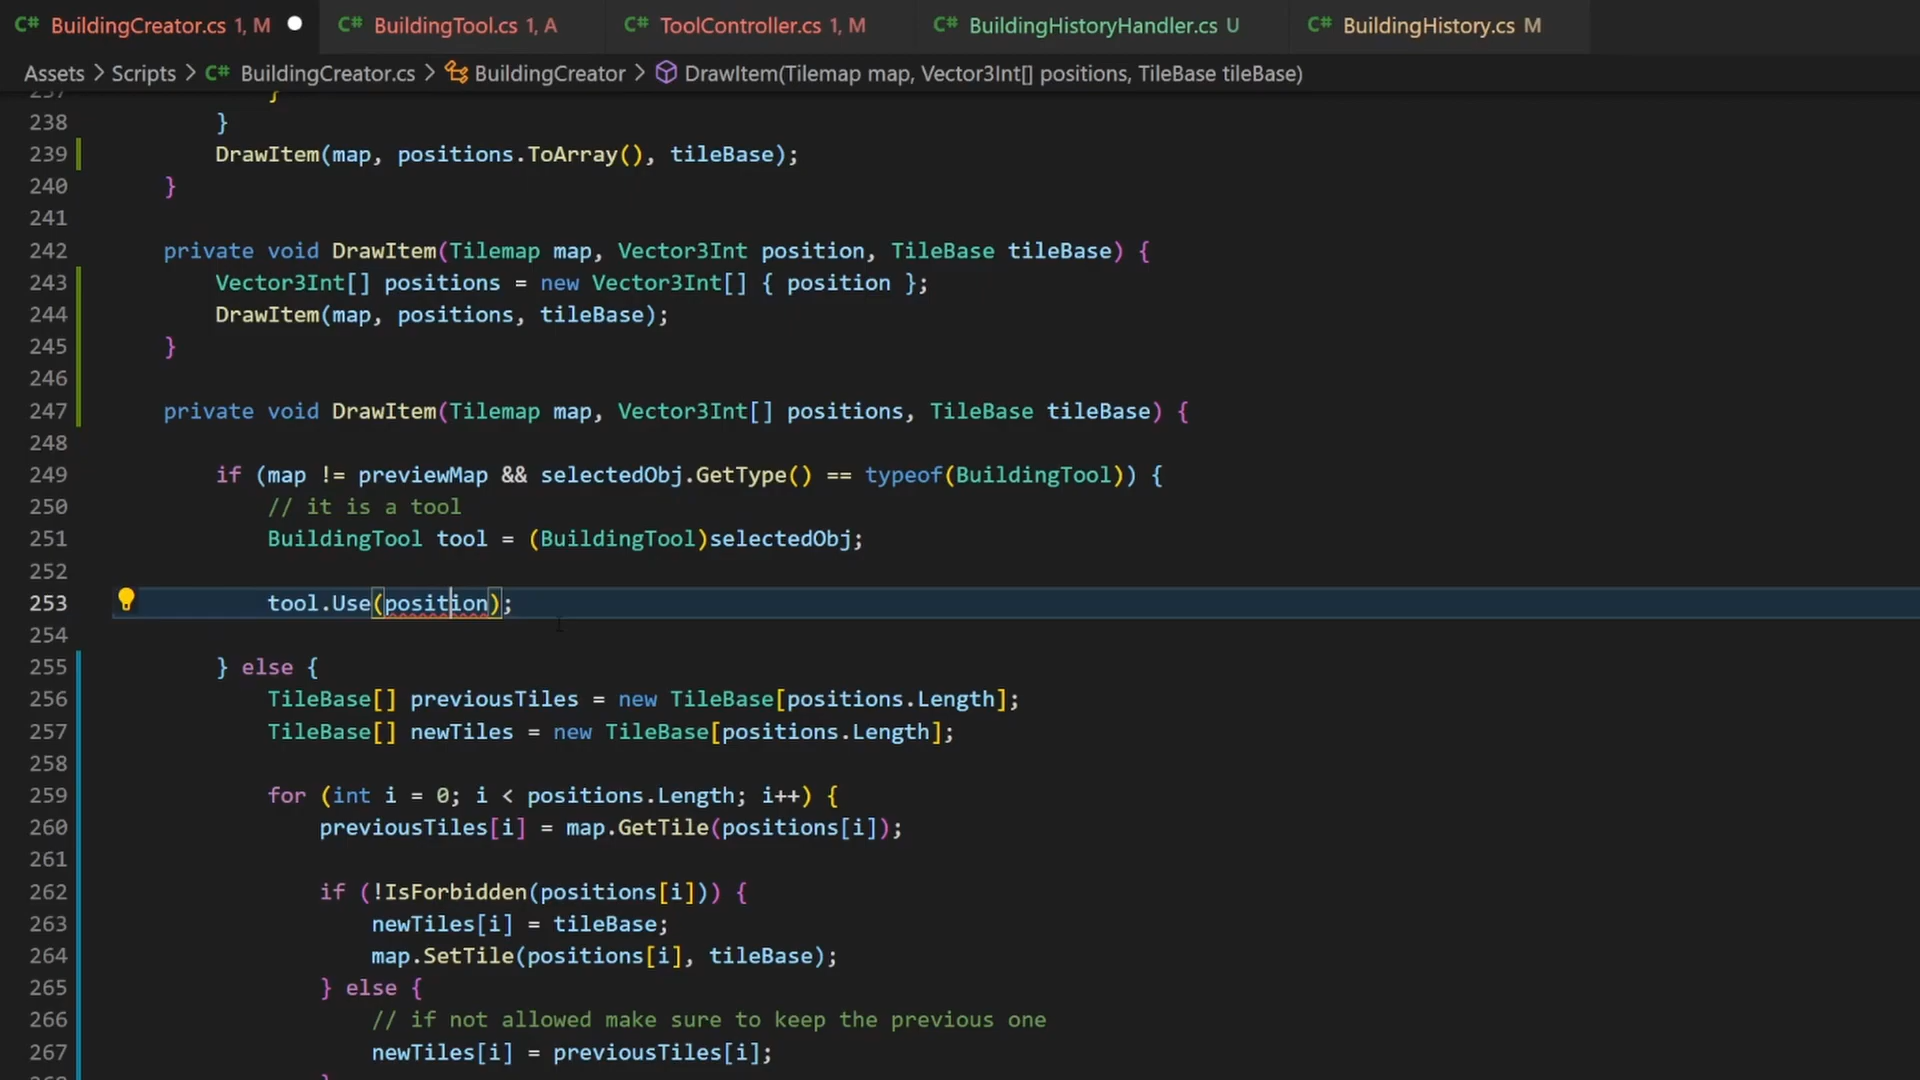 C# BuildingCreator.cs 1, M ● C# BuildingTool.cs 1, A C# ToolController.cs 1, M C# BuildingHistoryHandler.cs U C# BuildingHistory.cs M
Assets > Scripts > C# BuildingCreator.cs > BuildingCreator > DrawItem(Tilemap map, Vector3Int[] positions, TileBase tileBase)
237 }
238 }
239 DrawItem(map, positions.ToArray(), tileBase);
240 }
241
242 private void DrawItem(Tilemap map, Vector3Int position, TileBase tileBase) {
243 Vector3Int[] positions = new Vector3Int[] { position };
244 DrawItem(map, positions, tileBase);
245 }
246
247 private void DrawItem(Tilemap map, Vector3Int[] positions, TileBase tileBase) {
248
249 if (map != previewMap && selectedObj.GetType() == typeof(BuildingTool)) {
250 // it is a tool
251 BuildingTool tool = (BuildingTool)selectedObj;
252
253 tool.Use(position);
254
255 } else {
256 TileBase[] previousTiles = new TileBase[positions.Length];
257 TileBase[] newTiles = new TileBase[positions.Length];
258
259 for (int i = 0; i < positions.Length; i++) {
260 previousTiles[i] = map.GetTile(positions[i]);
261
262 if (!IsForbidden(positions[i])) {
263 newTiles[i] = tileBase;
264 map.SetTile(positions[i], tileBase);
265 } else {
266 // if not allowed make sure to keep the previous one
267 newTiles[i] = previousTiles[i];